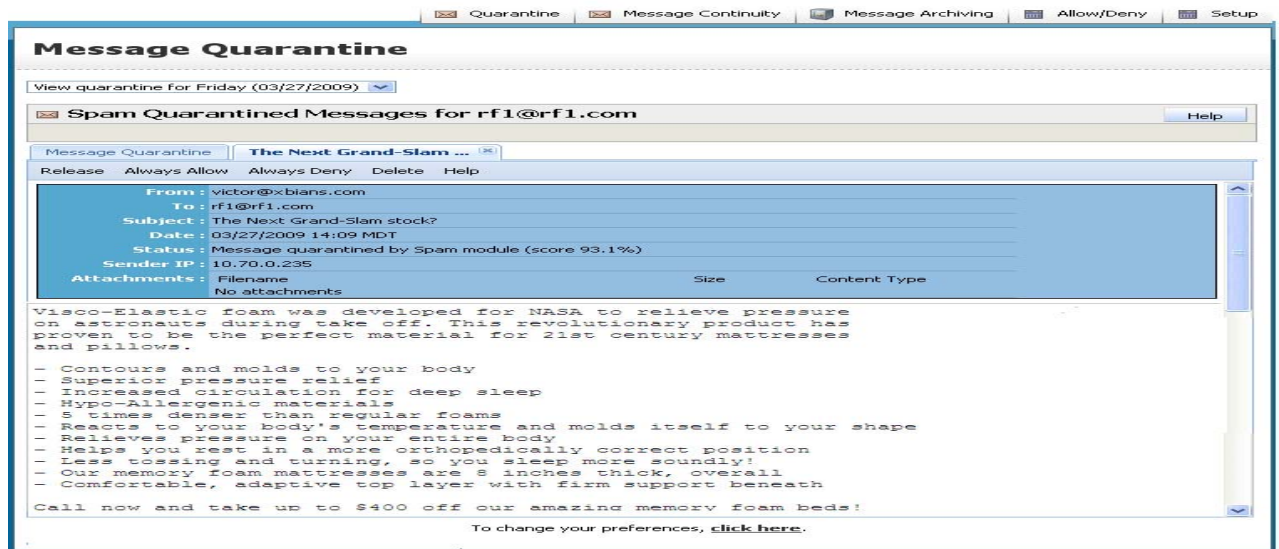 Quarantine Message Continuity Message Archiving Allow/Deny Setup
Message Quarantine
View quarantine for Friday (03/27/2009)
Spam Quarantined Messages for rf1@rf1.com Help
Message Quarantine The Next Grand-Slam ...
Release Always Allow Always Deny Delete Help
From : victor@xbians.com
To : rf1@rf1.com
Subject : The Next Grand-Slam stock?
Date : 03/27/2009 14:09 MDT
Status : Message quarantined by Spam module (score 93.1%)
Sender IP : 10.70.0.235
Attachments : Filename Size Content Type
No attachments
Visco-Elastic foam was developed for NASA to relieve pressure
on astronauts during take off. This revolutionary product has
proven to be the perfect material for 21st century mattresses
and pillows.
- Contours and molds to your body
- Superior pressure relief
- Increased circulation for deep sleep
- Hypo-Allergenic materials
- 5 times denser than regular foams
- Reacts to your body's temperature and molds itself to your shape
- Relieves pressure on your entire body
- Helps you rest in a more orthopedically correct position
- Less tossing and turning, so you sleep more soundly!
- Our memory foam mattresses are 8 inches thick, overall
- Comfortable, adaptive top layer with firm support beneath
Call now and take up to $400 off our amazing memory foam beds!
To change your preferences, click here.